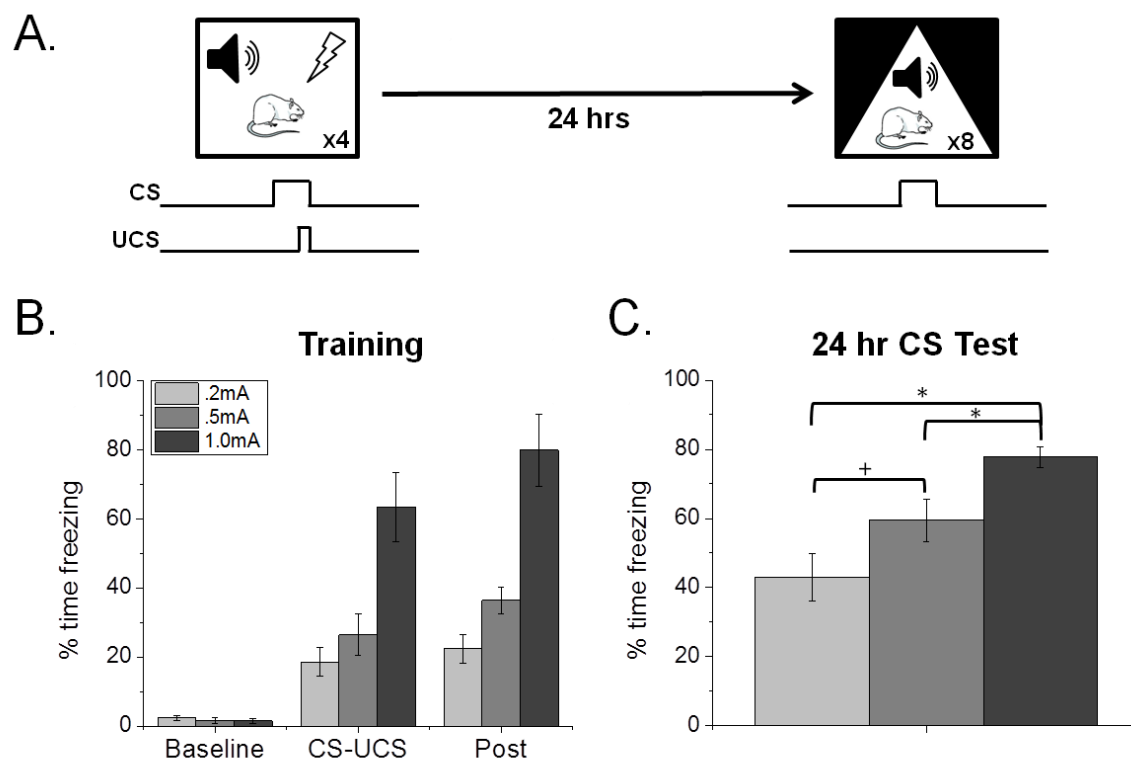 A.
x4
24 hrs
x8
CS
UCS
B.
Training
100
80
60
40
20
0
% time freezing
.2mA
.5mA
1.0mA
Baseline CS-UCS Post
C.
24 hr CS Test
100
80
60
40
20
0
% time freezing
*
*
+